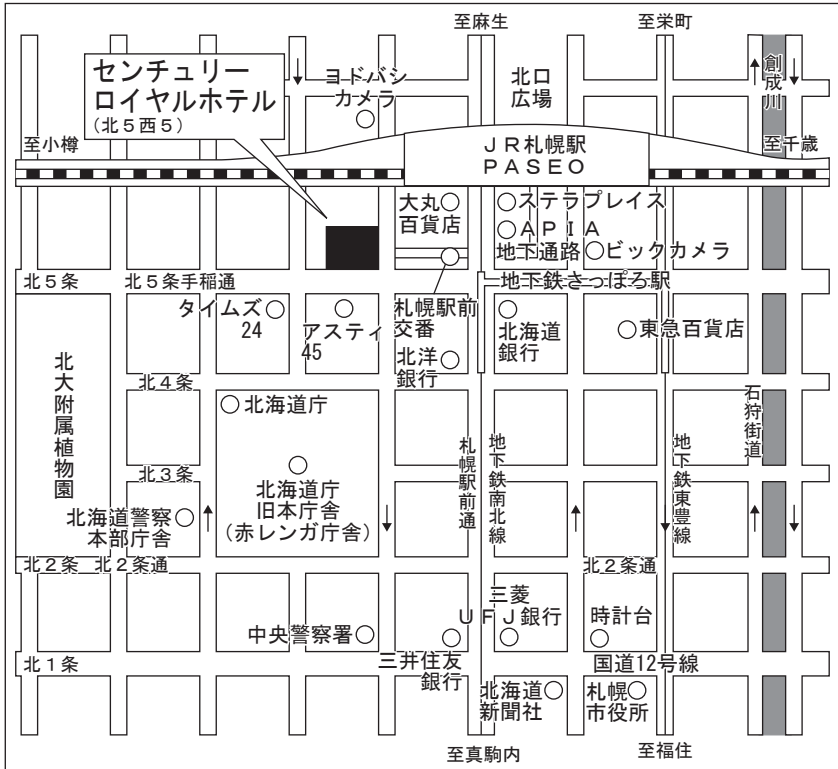 至麻生
至栄町
センチュリー
ロイヤルホテル
(北5西5)
ヨドバシ
カメラ
北口
広場
創成川
至小樽
JR札幌駅
PASEO
至千歳
大丸
百貨店
ステラプレイス
APIA
地下通路
ビックカメラ
北5条
北5条手稲通
地下鉄さっぽろ駅
タイムズ
24
アスティ
45
札幌駅前
交番
北海道
銀行
東急百貨店
北洋
銀行
北大附属植物園
北4条
北海道庁
石狩街道
北3条
北海道庁
旧本庁舎
(赤レンガ庁舎)
札幌駅前通
地下鉄南北線
地下鉄東豊線
北海道警察
本部庁舎
北2条
北2条通
北2条通
三菱
UFJ銀行
時計台
中央警察署
三井住友
銀行
北1条
国道12号線
北海道
新聞社
札幌
市役所
至真駒内
至福住